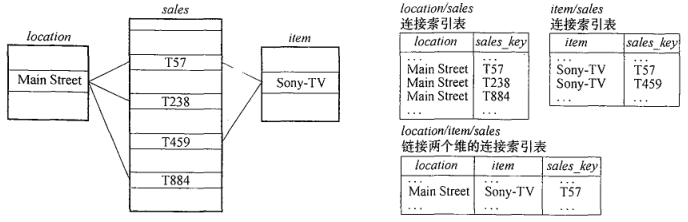 sales
location
item
T57
Main Street
Sony-TV
T238
T459
T884
location/sales
连接索引表
location sales_key
...
...
Main Street T57
Main Street T238
Main Street T884
...
...
item/sales
连接索引表
item sales_key
...
...
Sony-TV T57
Sony-TV T459
...
...
location/item/sales
链接两个维的连接索引表
location item sales_key
...
...
...
Main Street Sony-TV T57
...
...
...